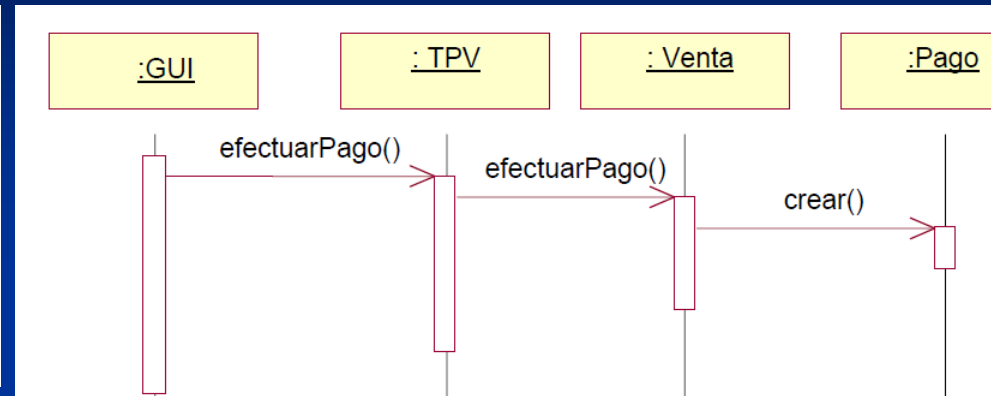 :GUI
: TPV
: Venta
:Pago
efectuarPago()
efectuarPago()
crear()